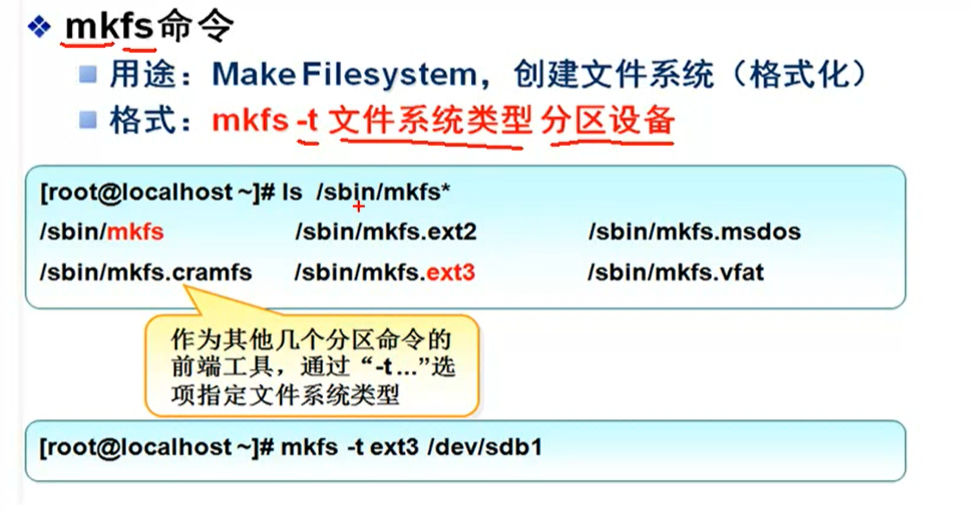 mkfs命令
用途：Make Filesystem，创建文件系统（格式化）
格式：mkfs -t 文件系统类型 分区设备
[root@localhost ~]# ls /sbin/mkfs*
/sbin/mkfs /sbin/mkfs.ext2 /sbin/mkfs.msdos
/sbin/mkfs.cramfs /sbin/mkfs.ext3 /sbin/mkfs.vfat
作为其他几个分区命令的
前端工具，通过“-t ...”选
项指定文件系统类型
[root@localhost ~]# mkfs -t ext3 /dev/sdb1